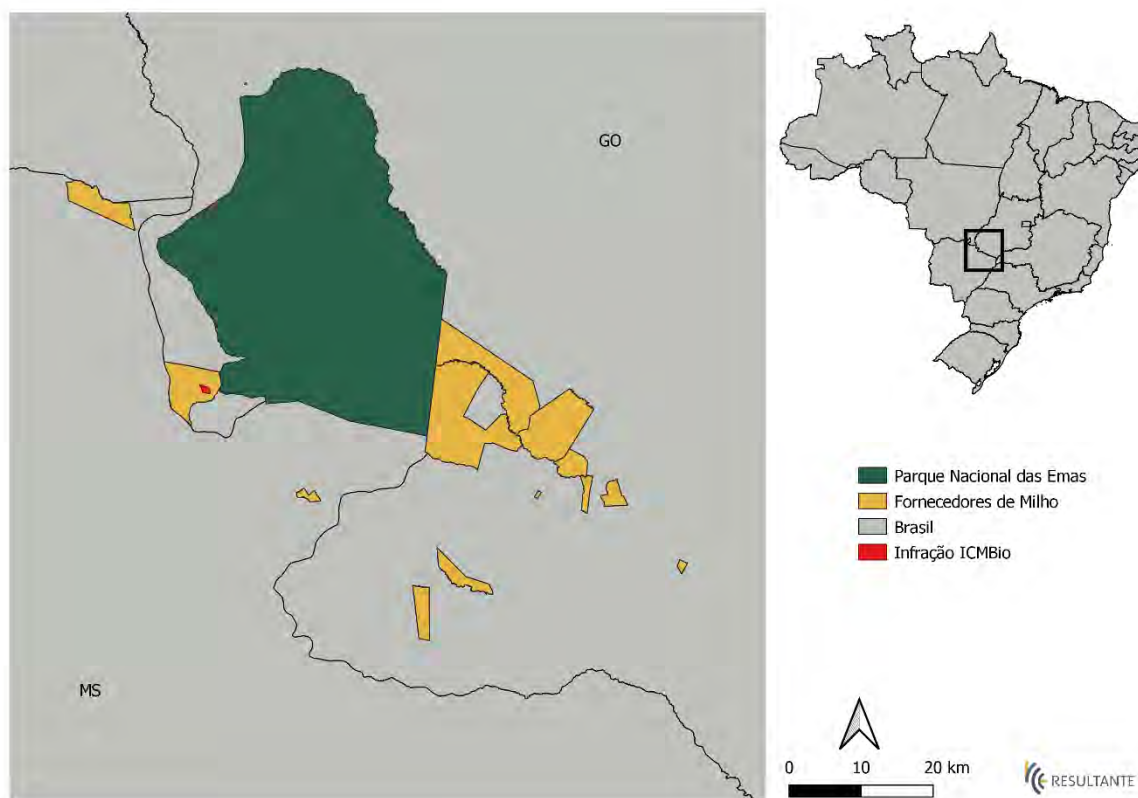 GO
MS
Parque Nacional das Emas
Fornecedores de Milho
Brasil
Infração ICMBio
0 10 20 km
RESULTANTE